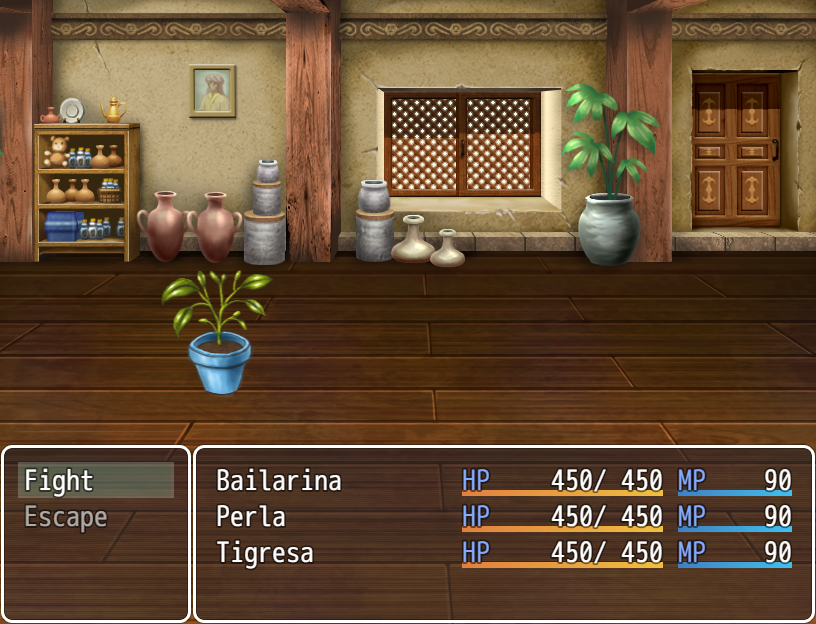 Fight
Escape
Bailarina HP 450/ 450 MP 90
Perla HP 450/ 450 MP 90
Tigresa HP 450/ 450 MP 90